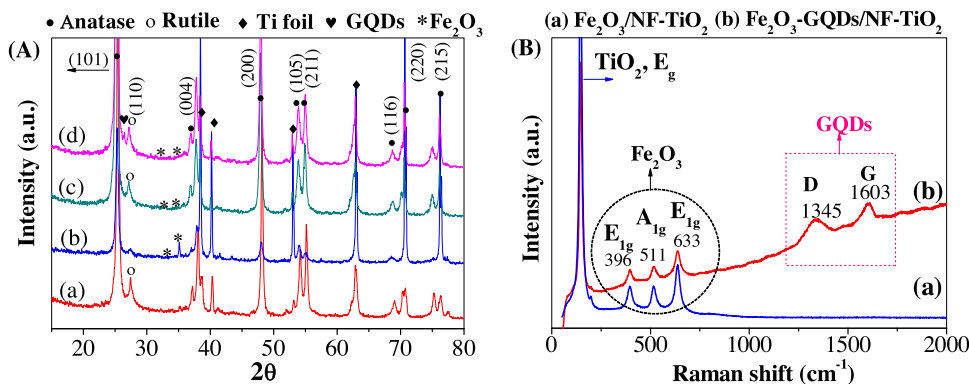 ● Anatase ○ Rutile ♦ Ti foil ♥ GQDs *Fe₂O₃
(a) Fe₂O₃/NF-TiO₂ (b) Fe₂O₃-GQDs/NF-TiO₂
(A)
(101)
(110)
(004)
(200)
(105)
(211)
(116)
(220)
(215)
(d)
(c)
(b)
(a)
Intensity (a.u.)
20 30 40 50 60 70 80
2θ
(B)
TiO₂, E_g
GQDs
Fe₂O₃
D
1345
G
1603
E₁g
396
A₁g
511
E₁g
633
(b)
(a)
Intensity (a.u.)
0 500 1000 1500 2000
Raman shift (cm⁻¹)